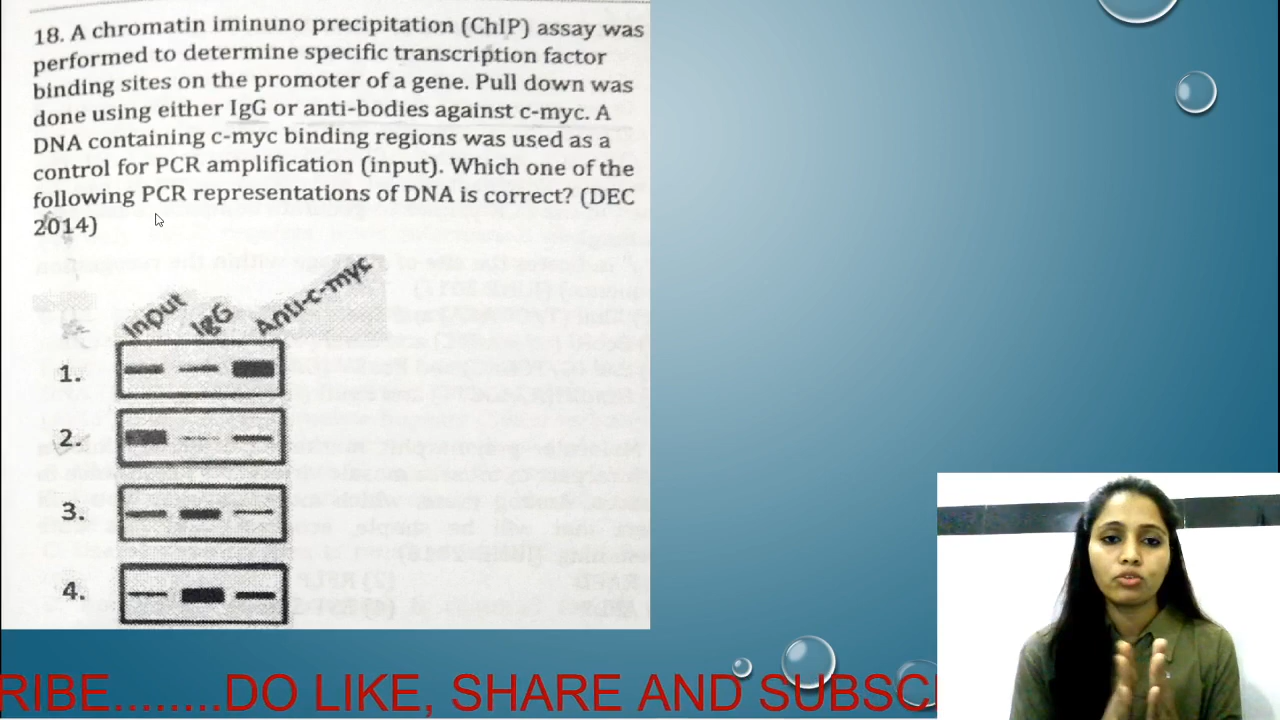 18. A chromatin iminuno precipitation (ChIP) assay was
performed to determine specific transcription factor
binding sites on the promoter of a gene. Pull down was
done using either IgG or anti-bodies against c-myc. A
DNA containing c-myc binding regions was used as a
control for PCR amplification (input). Which one of the
following PCR representations of DNA is correct? (DEC
2014)
Input IgG Anti-c-myc
1.
2.
3.
4.
RIBE........DO LIKE, SHARE AND SUBSC